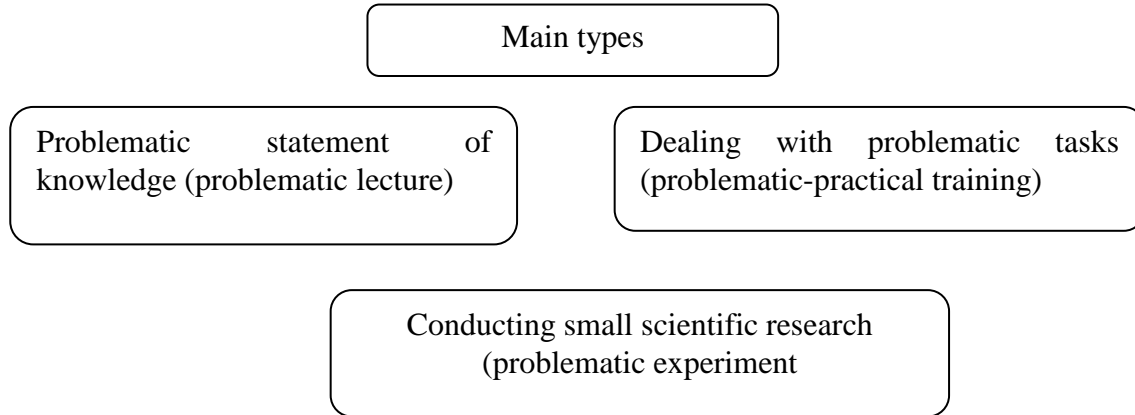 Main types
Problematic statement of
knowledge (problematic lecture)
Dealing with problematic tasks
(problematic-practical training)
Conducting small scientific research
(problematic experiment